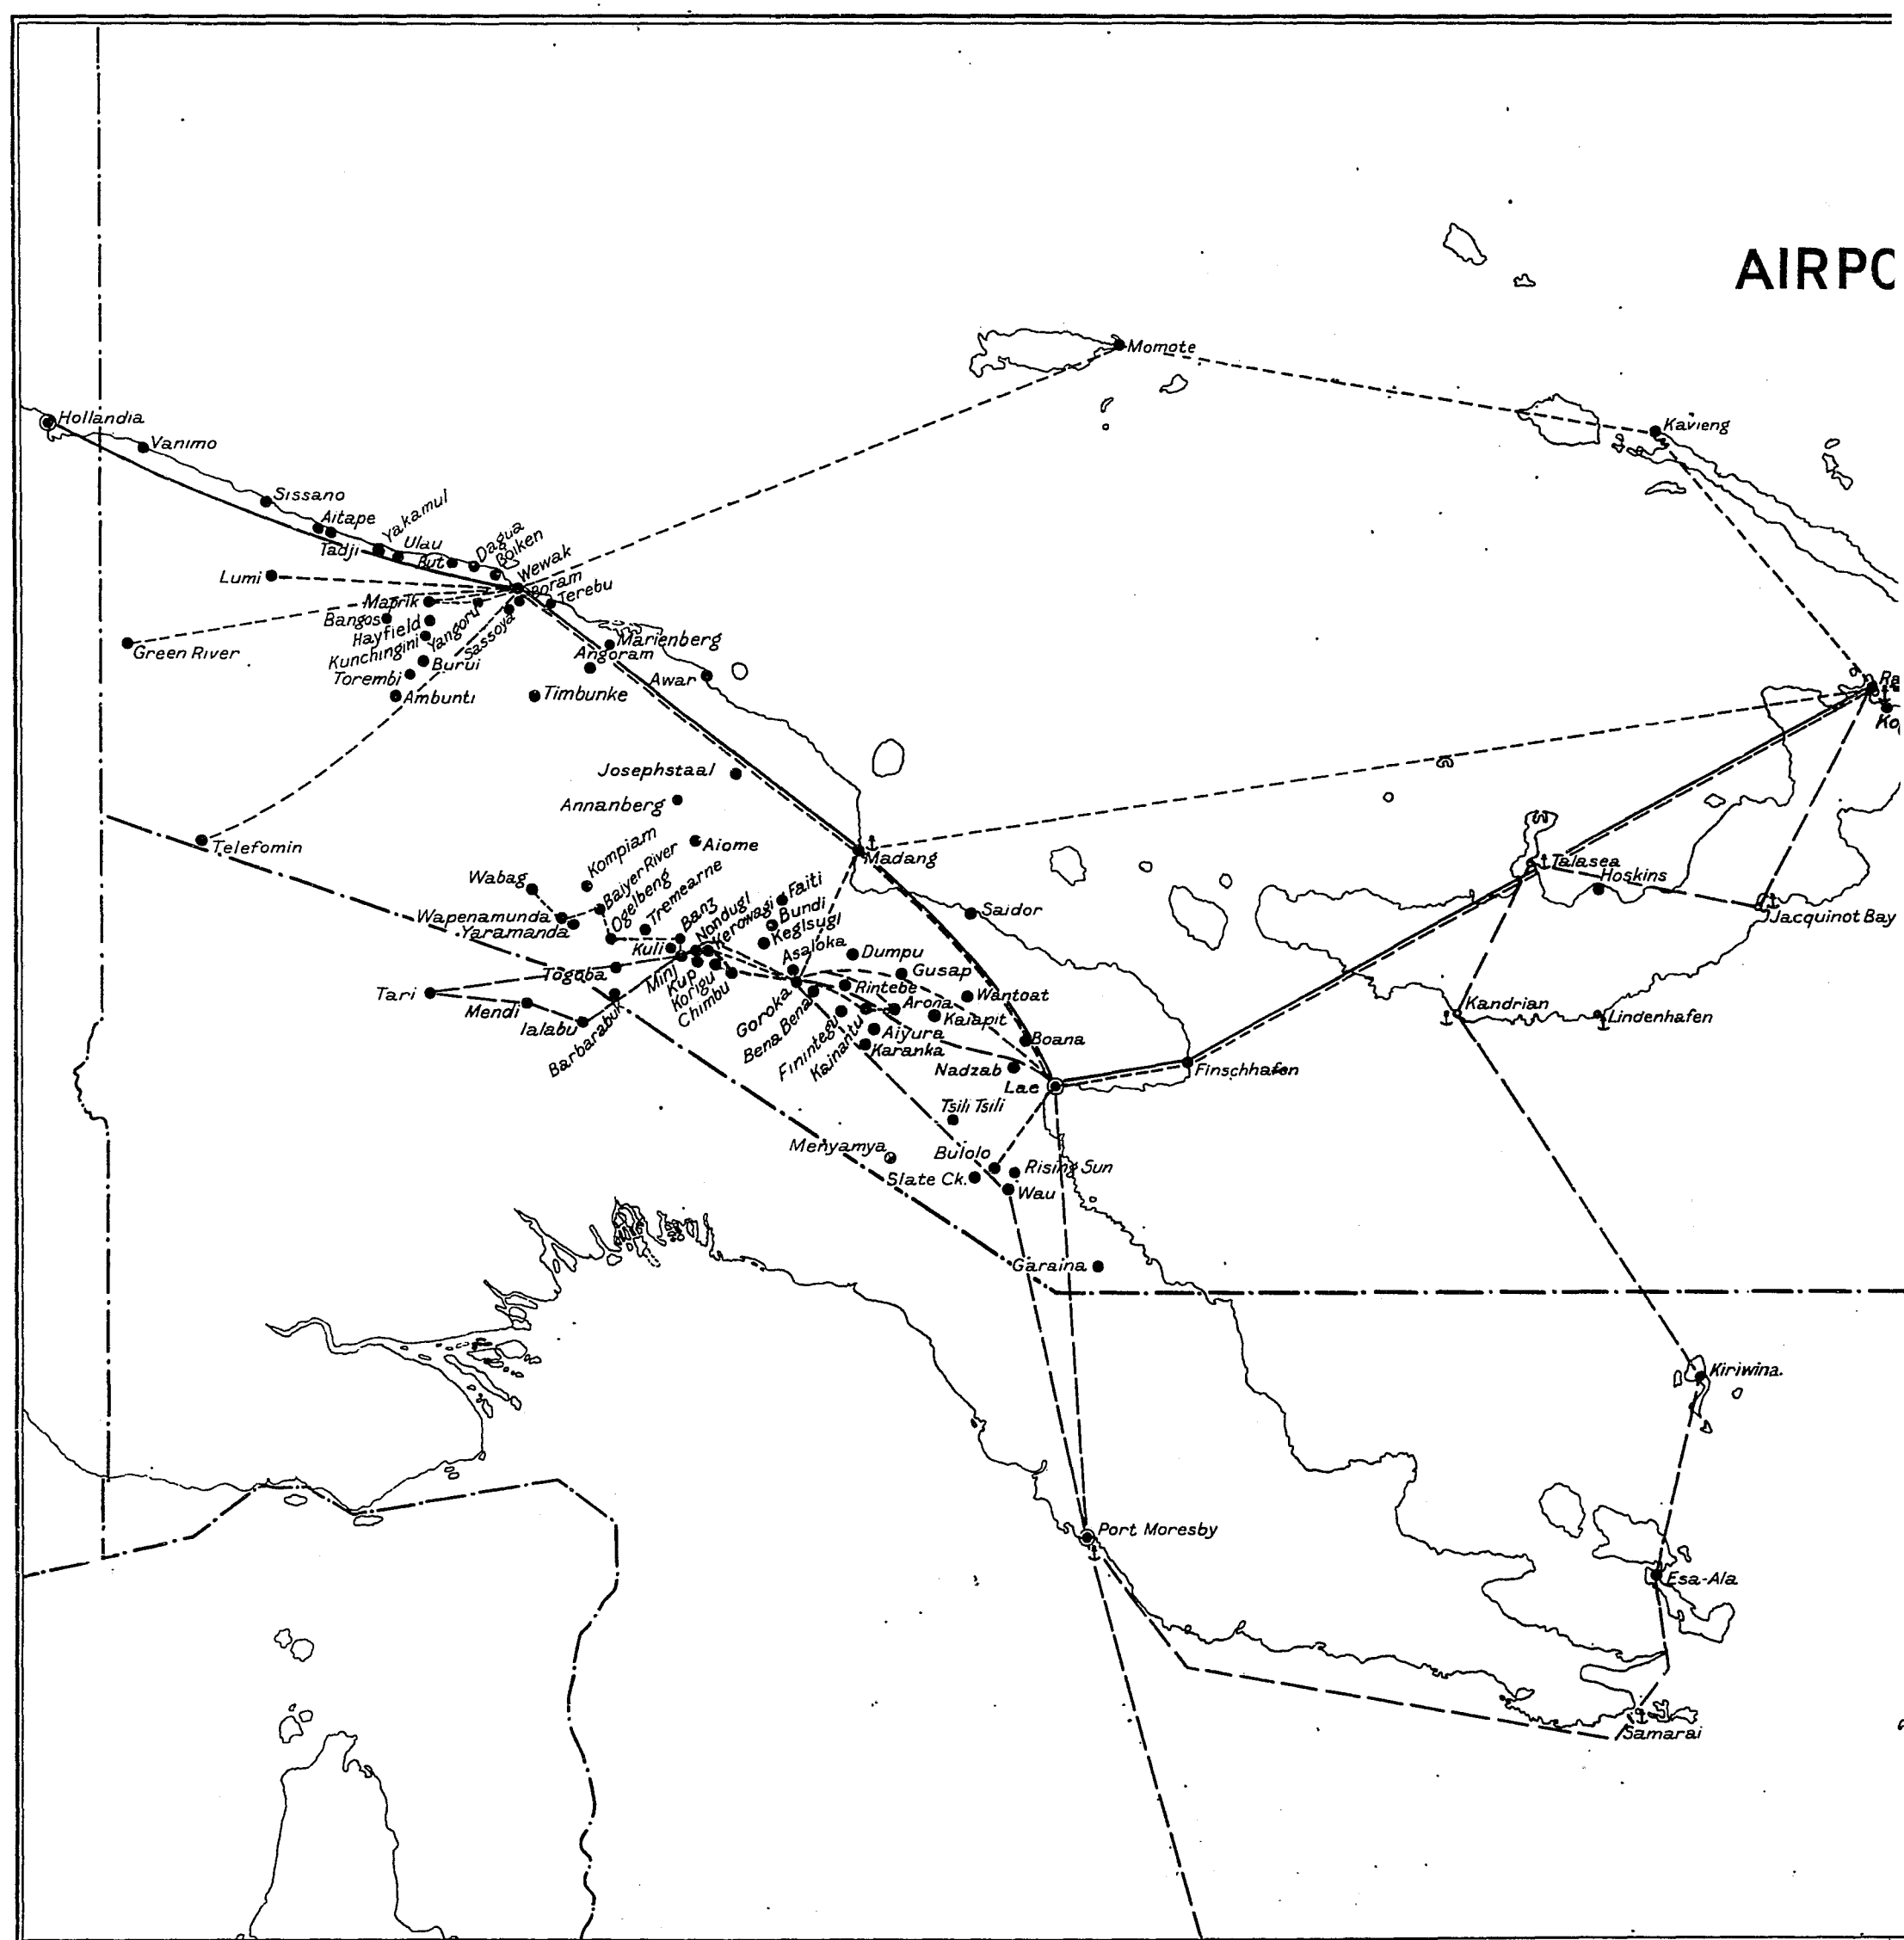 AIRPO
Momote
Hollandia
Kavieng
Vanimo
Sissano
Aitape
Yakamul
Tadji
Ulau
But
Dagua
Boiken
Wewak
Lumi
Boram
Terebu
Maprik
Bangos
Hayfield
Yangoru
Sassoya
Kunchingini
Green River
Marienberg
Burui
Angoram
Torembi
Awar
Ambunti
Timbunke
Ra
Ko
Josephstaal
Annanberg
Telefomin
Kompiam
Aiome
Madang
Talasea
Wabag
Baiyer River
Hoskins
Ogelbeng
Tremearne
Faiti
Wapenamunda
Banz
Nondugl
Kerowagi
Bundi
Saidor
Jacquinot Bay
Yaramanda
Keglsugl
Kuli
Asaloka
Dumpu
Togoba
Minj
Gusap
Tari
Kup
Rintebe
Wantoat
Mendi
Korigu
Arona
Kandrian
Ialabu
Chimbu
Goroka
Kaiapit
Lindenhafen
Barbarabuk
Bena Bena
Aiyura
Finintegu
Kainantu
Karanka
Boana
Nadzab
Finschhafen
Lae
Tsili Tsili
Menyamya
Bulolo
Rising Sun
Slate Ck.
Wau
Garaina
Kiriwina.
Port Moresby
Esa-Ala
Samarai